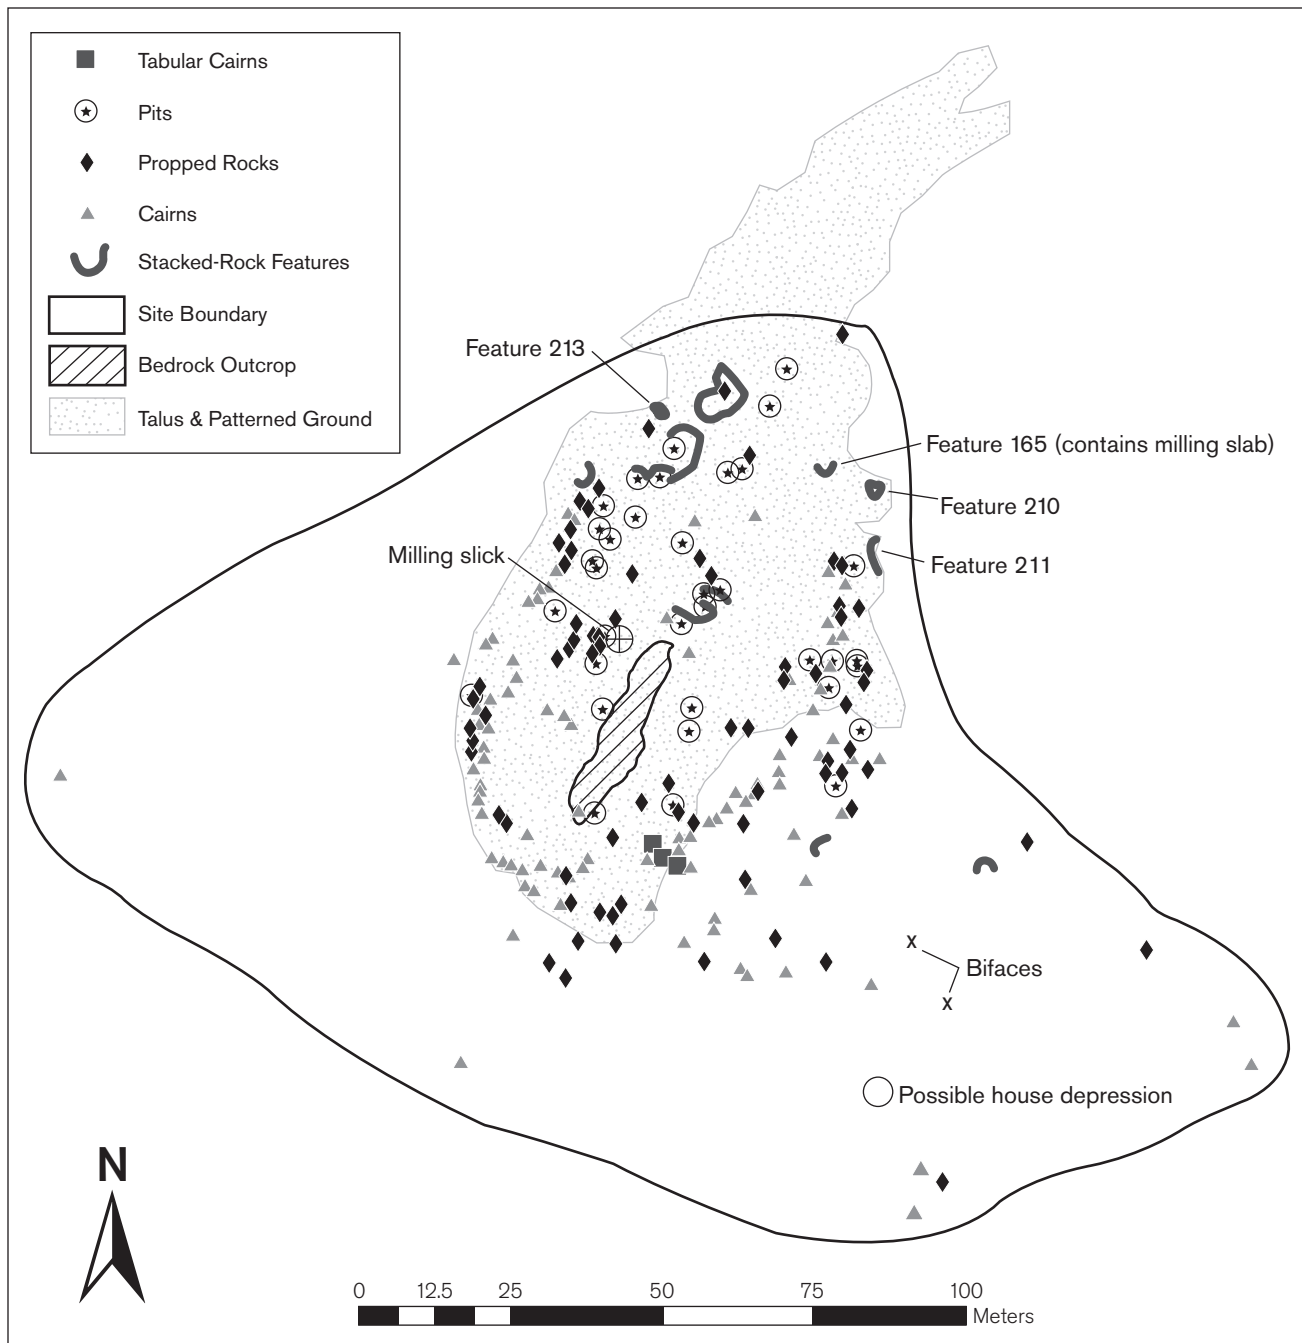 Tabular Cairns
Pits
Propped Rocks
Cairns
Stacked-Rock Features
Site Boundary
Bedrock Outcrop
Talus & Patterned Ground
Feature 213
Feature 165 (contains milling slab)
Feature 210
Milling slick
Feature 211
x
Bifaces
x
Possible house depression
N
0 12.5 25 50 75 100
Meters